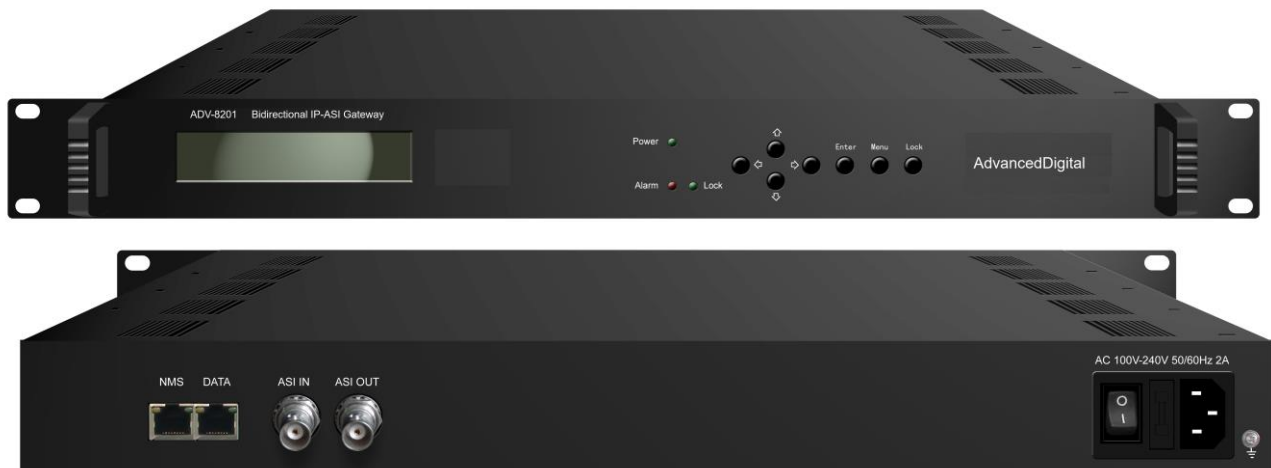 ADV-8201 Bidirectional IP-ASI Gateway
Power
Enter Menu Lock
AdvancedDigital
Alarm Lock
AC 100V-240V 50/60Hz 2A
NMS DATA ASI IN ASI OUT
O
I